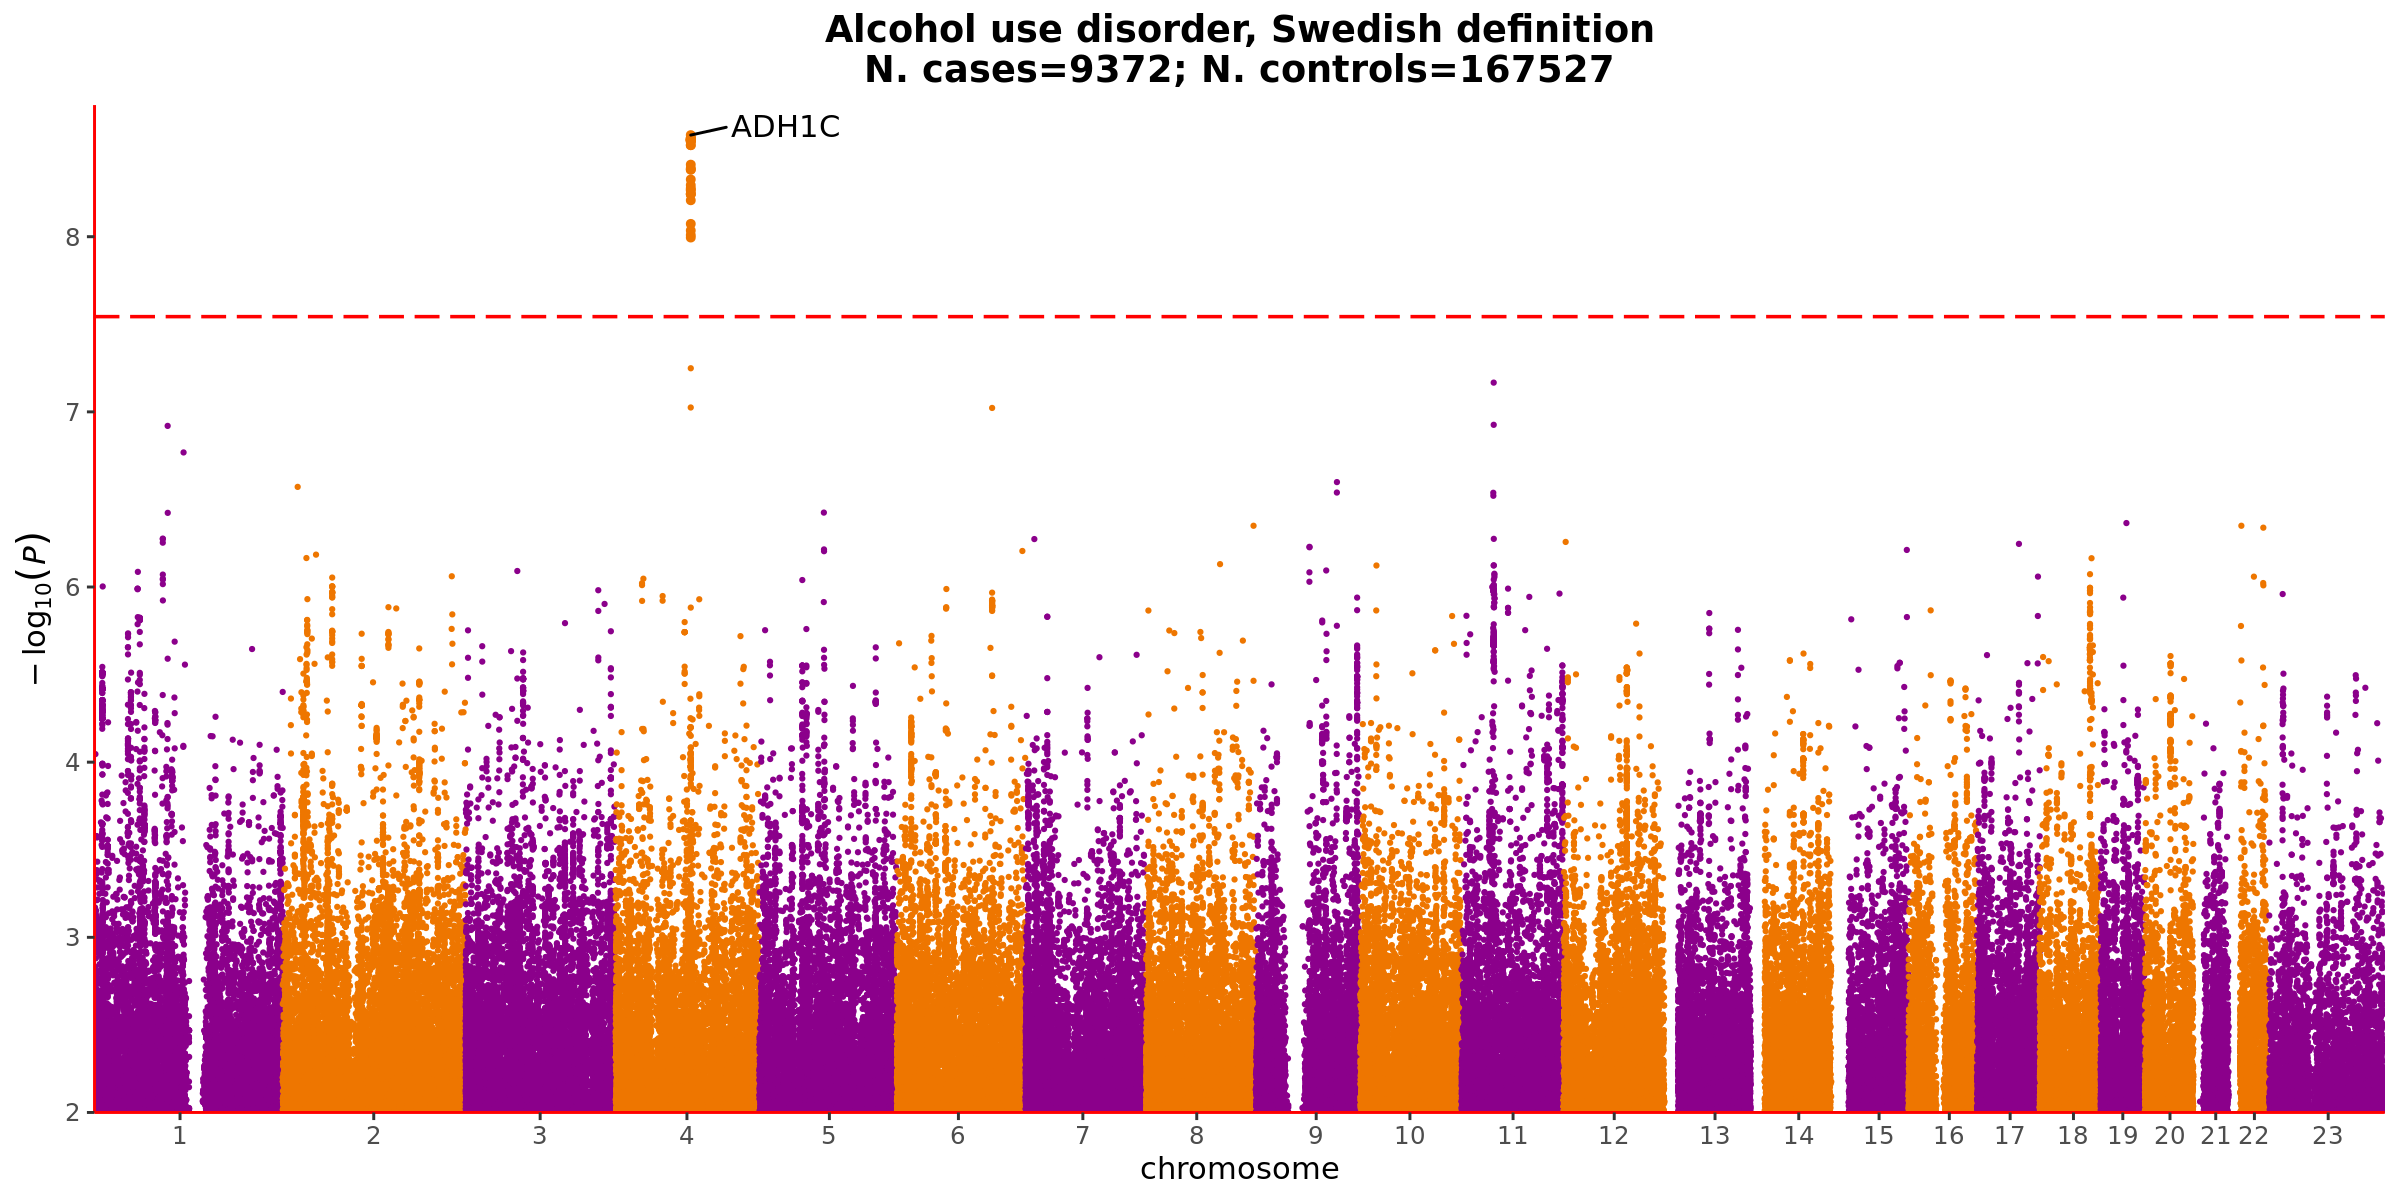 Alcohol use disorder, Swedish definition
N. cases=9372; N. controls=167527
ADH1C
8
7
6
4
3
2
− log10(P)
1 2 3 4 5 6 7 8 9 10 11 12 13 14 15 16 17 18 19 20 21 22 23
chromosome